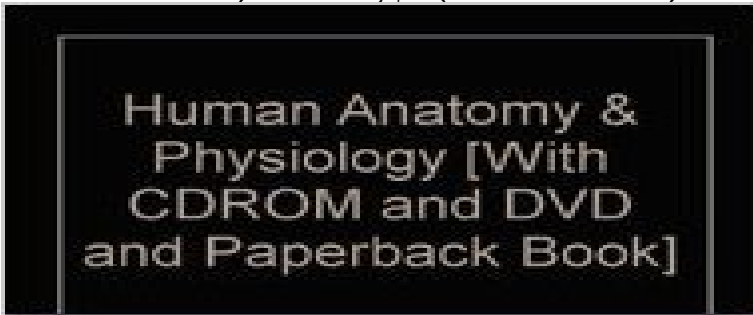 Human Anatomy &
Physiology [With
CDROM and DVD
and Paperback Book]